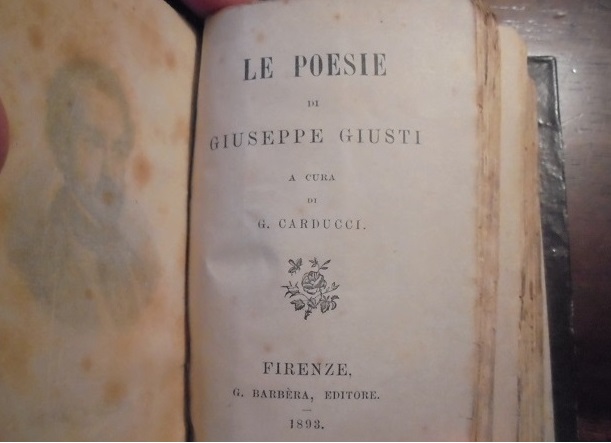 LE POESIE
DI
GIUSEPPE GIUSTI
A CURA
DI
G. CARDUCCI.
FIRENZE,
G. BARBÈRA, EDITORE.
1893.